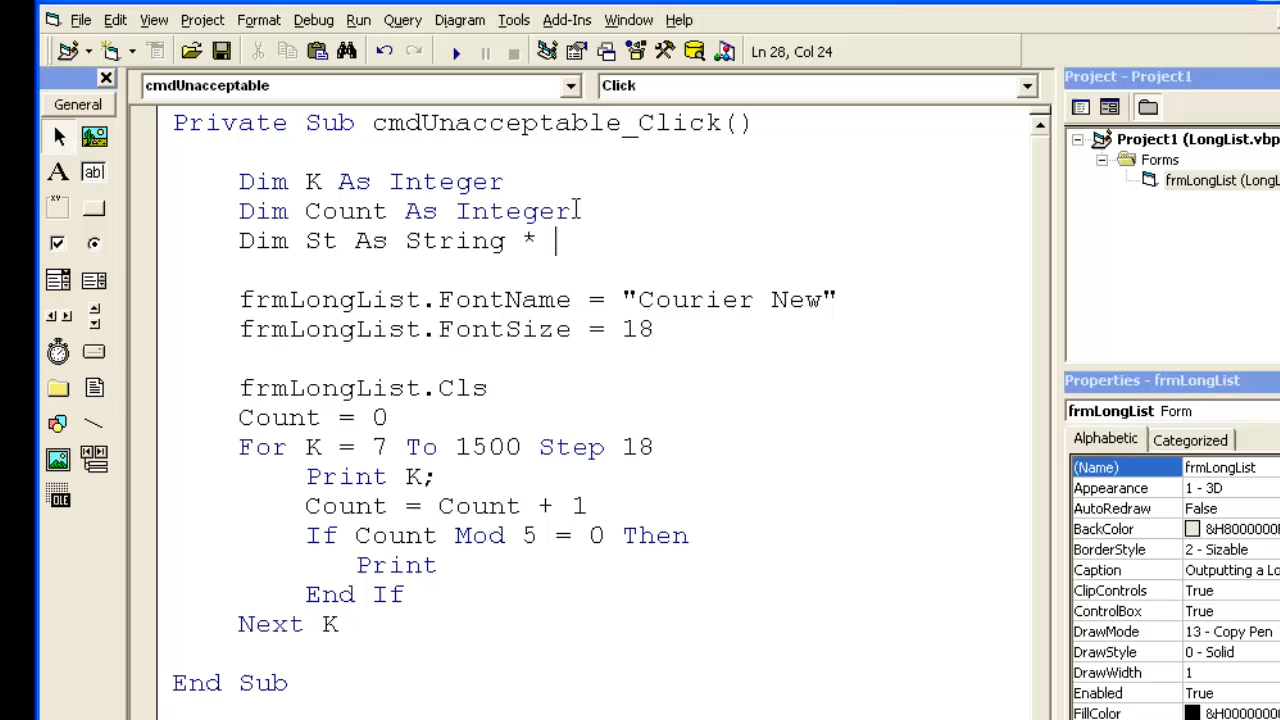 File Edit View Project Format Debug Run Query Diagram Tools Add-Ins Window Help
Ln 28, Col 24
General
cmdUnacceptable
Click
Private Sub cmdUnacceptable_Click()
Dim K As Integer
Dim Count As Integer
Dim St As String *
frmLongList.FontName = "Courier New"
frmLongList.FontSize = 18
frmLongList.Cls
Count = 0
For K = 7 To 1500 Step 18
Print K;
Count = Count + 1
If Count Mod 5 = 0 Then
Print
End If
Next K
End Sub
A
ab|
xy
OLE
Project - Project1
Project1 (LongList.vbp
Forms
frmLongList (LongL
Properties - frmLongList
frmLongList Form
Alphabetic Categorized
(Name) frmLongList
Appearance 1 - 3D
AutoRedraw False
BackColor &H8000000
BorderStyle 2 - Sizable
Caption Outputting a Lo
ClipControls True
ControlBox True
DrawMode 13 - Copy Pen
DrawStyle 0 - Solid
DrawWidth 1
Enabled True
FillColor &H0000000